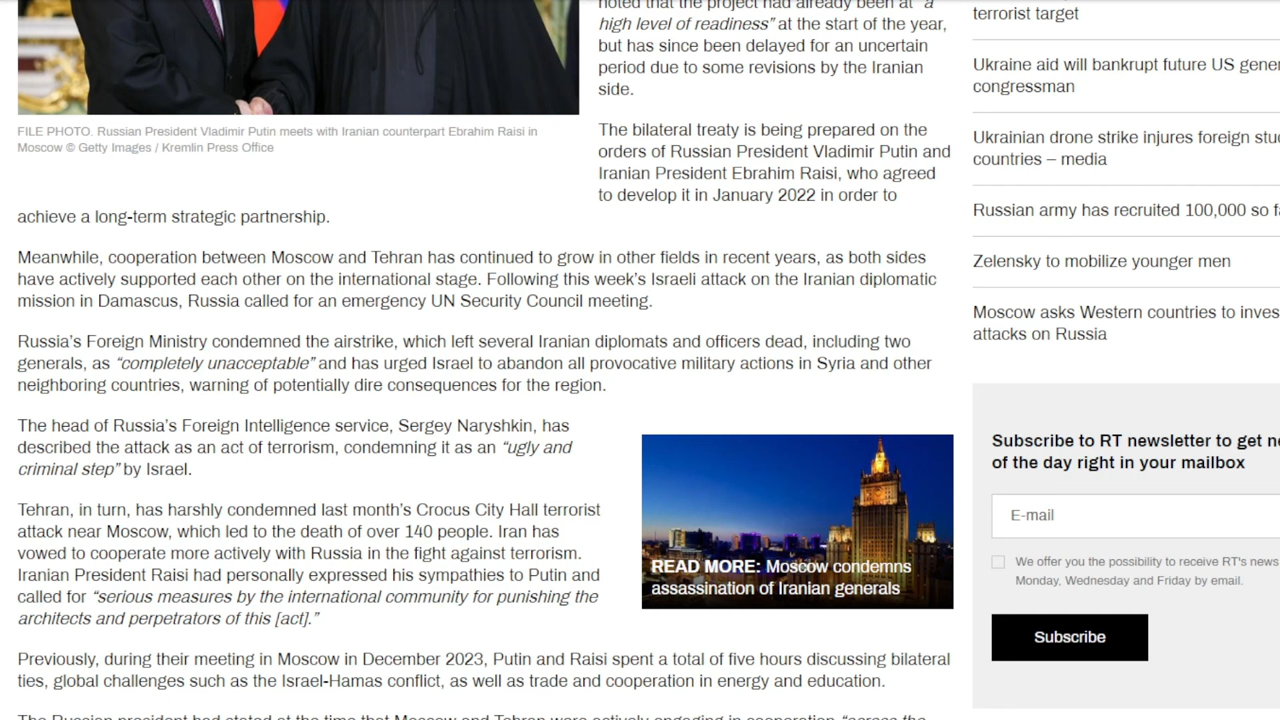 noted that the project had already been at “a
high level of readiness” at the start of the year,
but has since been delayed for an uncertain
period due to some revisions by the Iranian
side.
FILE PHOTO. Russian President Vladimir Putin meets with Iranian counterpart Ebrahim Raisi in
Moscow © Getty Images / Kremlin Press Office
The bilateral treaty is being prepared on the
orders of Russian President Vladimir Putin and
Iranian President Ebrahim Raisi, who agreed
to develop it in January 2022 in order to
achieve a long-term strategic partnership.
Meanwhile, cooperation between Moscow and Tehran has continued to grow in other fields in recent years, as both sides
have actively supported each other on the international stage. Following this week’s Israeli attack on the Iranian diplomatic
mission in Damascus, Russia called for an emergency UN Security Council meeting.
Russia’s Foreign Ministry condemned the airstrike, which left several Iranian diplomats and officers dead, including two
generals, as “completely unacceptable” and has urged Israel to abandon all provocative military actions in Syria and other
neighboring countries, warning of potentially dire consequences for the region.
The head of Russia’s Foreign Intelligence service, Sergey Naryshkin, has
described the attack as an act of terrorism, condemning it as an “ugly and
criminal step” by Israel.
Tehran, in turn, has harshly condemned last month’s Crocus City Hall terrorist
attack near Moscow, which led to the death of over 140 people. Iran has
vowed to cooperate more actively with Russia in the fight against terrorism.
Iranian President Raisi had personally expressed his sympathies to Putin and
called for “serious measures by the international community for punishing the
architects and perpetrators of this [act].”
READ MORE: Moscow condemns
assassination of Iranian generals
Previously, during their meeting in Moscow in December 2023, Putin and Raisi spent a total of five hours discussing bilateral
ties, global challenges such as the Israel-Hamas conflict, as well as trade and cooperation in energy and education.
The Russian president had stated at the time that Moscow and Tehran were actively engaging in cooperation “across the
terrorist target
Ukraine aid will bankrupt future US
congressman
Ukrainian drone strike injures foreign
countries – media
Russian army has recruited 100,000 so
Zelensky to mobilize younger men
Moscow asks Western countries to
attacks on Russia
Subscribe to RT newsletter to get
of the day right in your mailbox
E-mail
We offer you the possibility to receive RT's news
Monday, Wednesday and Friday by email.
Subscribe